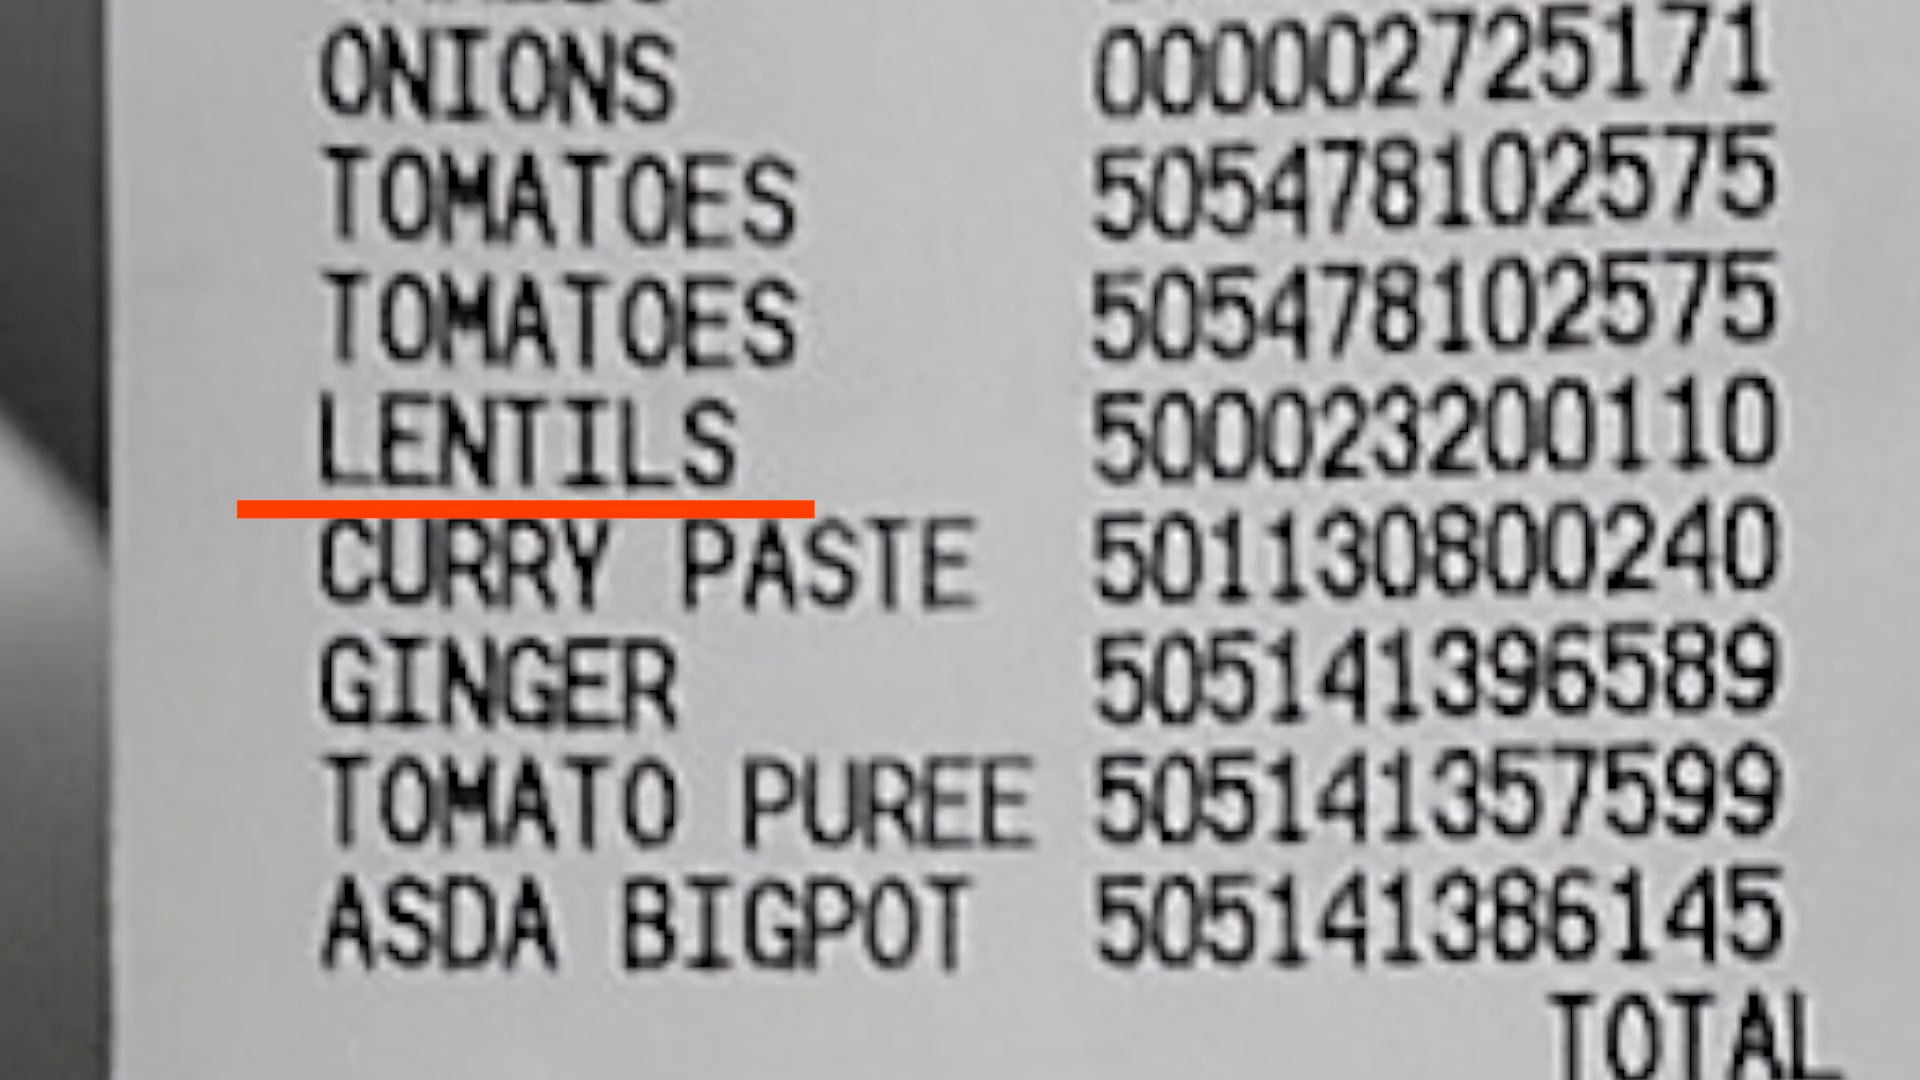 ONIONS 000002725171
TOMATOES 505478102575
TOMATOES 505478102575
LENTILS 500023200110
CURRY PASTE 501130800240
GINGER 505141396589
TOMATO PUREE 505141357599
ASDA BIGPOT 505141386145
TOTAL